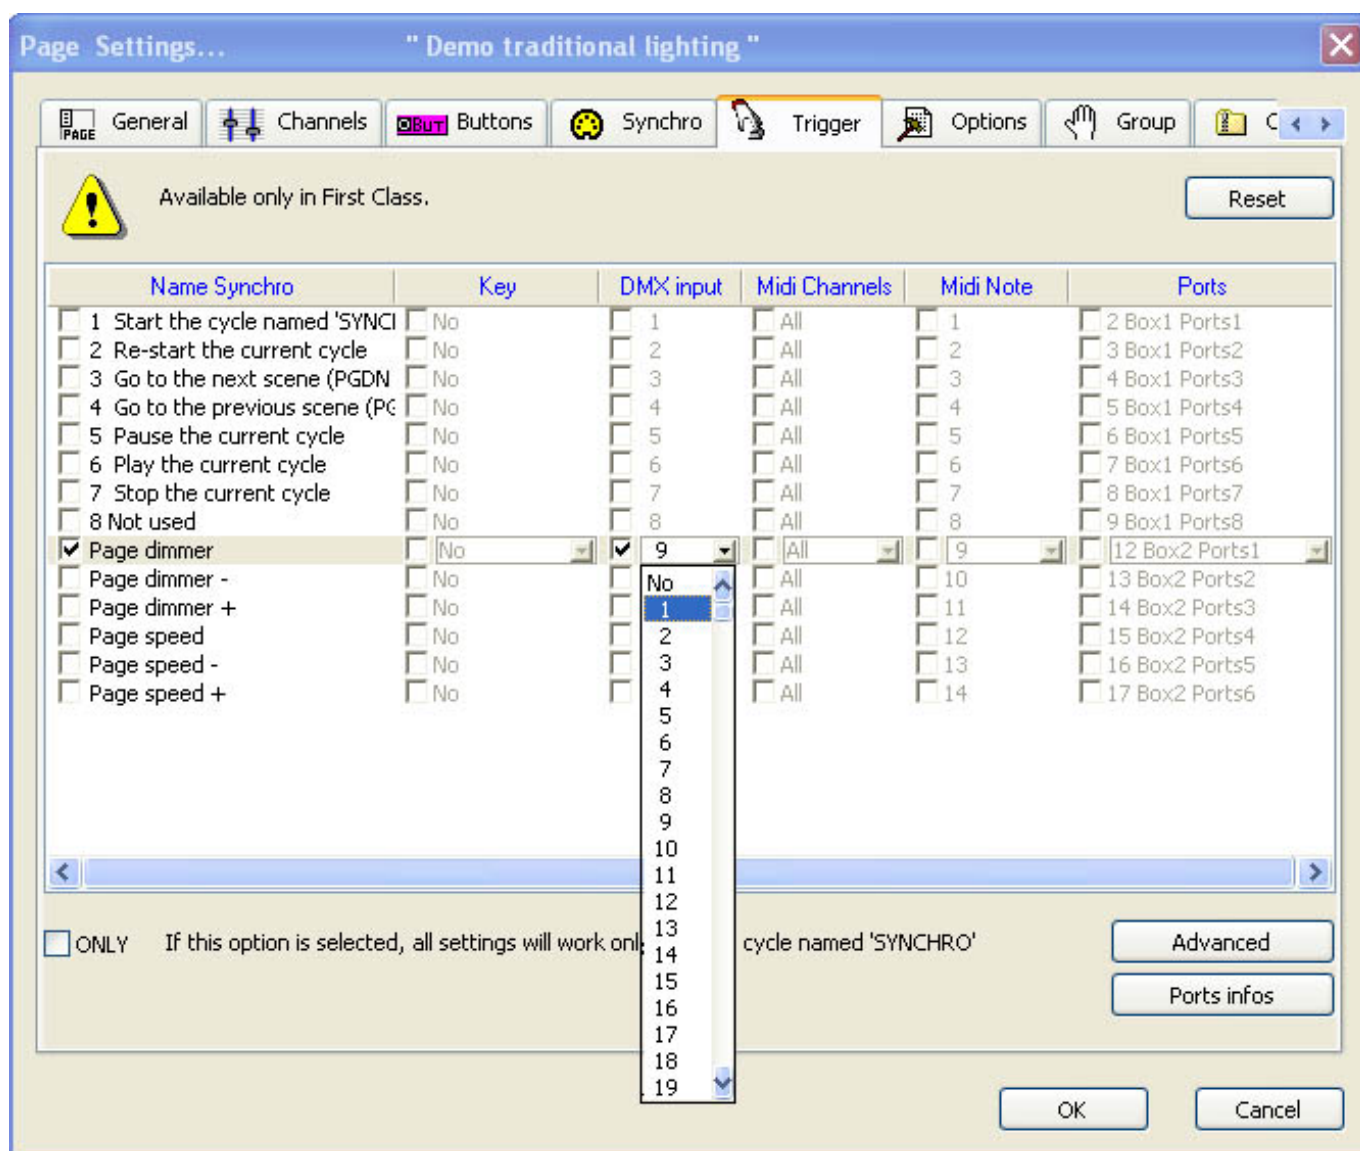 Page Settings... " Demo traditional lighting "
PAGE General Channels BUT Buttons Synchro Trigger Options Group
Available only in First Class. Reset
Name Synchro Key DMX input Midi Channels Midi Note Ports
1 Start the cycle named 'SYNCI No 1 All 1 2 Box1 Ports1
2 Re-start the current cycle No 2 All 2 3 Box1 Ports2
3 Go to the next scene (PGDN No 3 All 3 4 Box1 Ports3
4 Go to the previous scene (PG No 4 All 4 5 Box1 Ports4
5 Pause the current cycle No 5 All 5 6 Box1 Ports5
6 Play the current cycle No 6 All 6 7 Box1 Ports6
7 Stop the current cycle No 7 All 7 8 Box1 Ports7
8 Not used No 8 All 8 9 Box1 Ports8
Page dimmer No 9 All 9 12 Box2 Ports1
Page dimmer - No All 10 13 Box2 Ports2
Page dimmer + No All 11 14 Box2 Ports3
Page speed No All 12 15 Box2 Ports4
Page speed - No All 13 16 Box2 Ports5
Page speed + No All 14 17 Box2 Ports6
No
1
2
3
4
5
6
7
8
9
10
11
12
13
14
15
16
17
18
19
ONLY If this option is selected, all settings will work onl cycle named 'SYNCHRO'
Advanced
Ports infos
OK Cancel